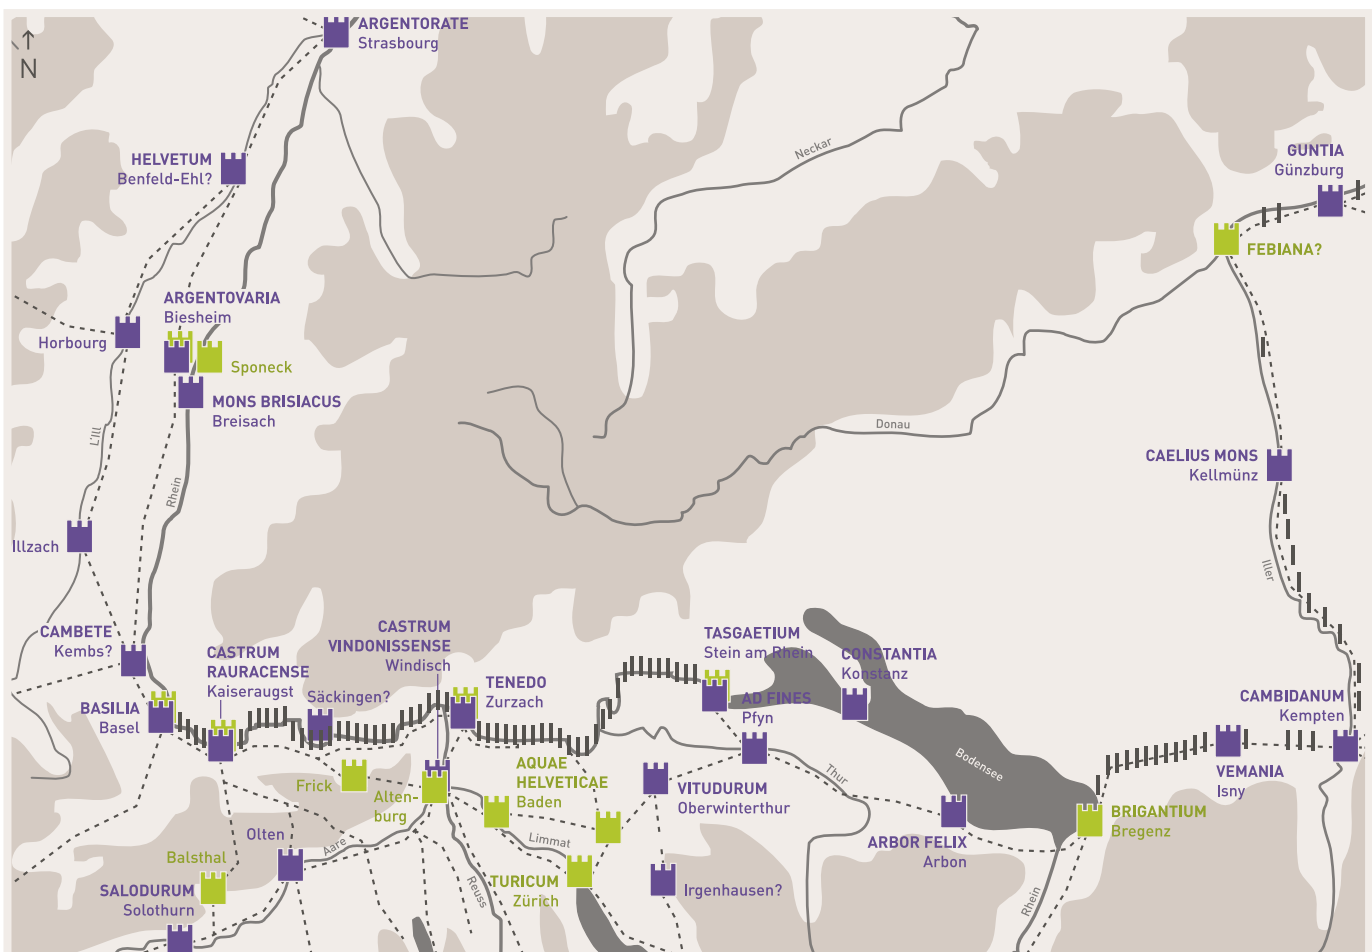 ARGENTORATE
Strasbourg
N
HELVETUM
Benfeld-Ehl?
Neckar
GUNTIA
Günzburg
FEBIANA?
ARGENTOVARIA
Biesheim
Horbourg
Sponeck
MONS BRISIACUS
Breisach
L'Ill
Donau
Rhein
CAELIUS MONS
Kellmünz
Illzach
Iller
CAMBETE
Kembs?
CASTRUM
RAURACENSE
Kaiseraugst
CASTRUM
VINDONISSENSE
Windisch
TASGAETIUM
Stein am Rhein
CONSTANTIA
Konstanz
BASILIA
Basel
Säckingen?
TENEDO
Zurzach
AD FINES
Pfyn
CAMBIDANUM
Kempten
Bodensee
VEMANIA
Isny
Frick
Alten-
burg
AQUAE
HELVETICAE
Baden
VITUDURUM
Oberwinterthur
Thur
BRIGANTIUM
Bregenz
Olten
Aare
Limmat
ARBOR FELIX
Arbon
Balsthal
SALODURUM
Solothurn
Reuss
TURICUM
Zürich
Irgenhausen?
Rhein